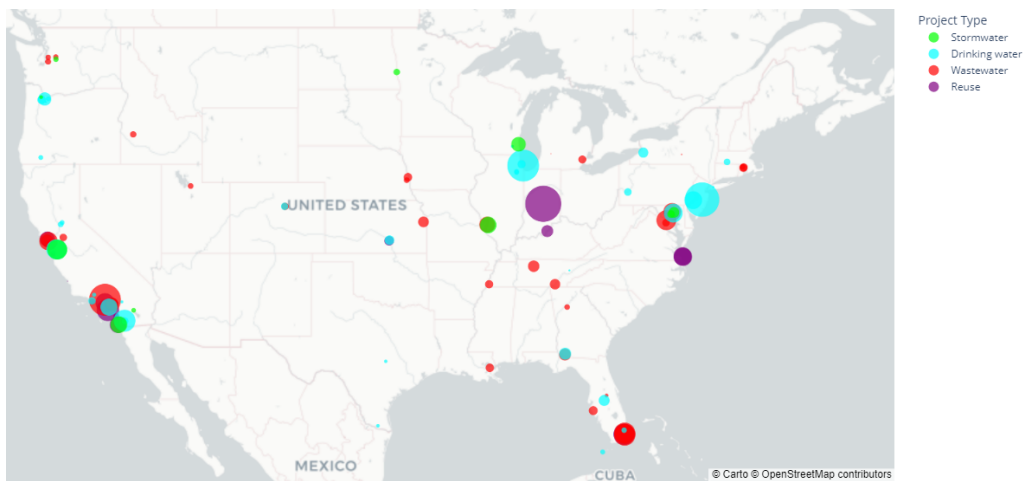 Project Type
Stormwater
Drinking water
Wastewater
Reuse
UNITED STATES
MEXICO
CUBA
© Carto © OpenStreetMap contributors